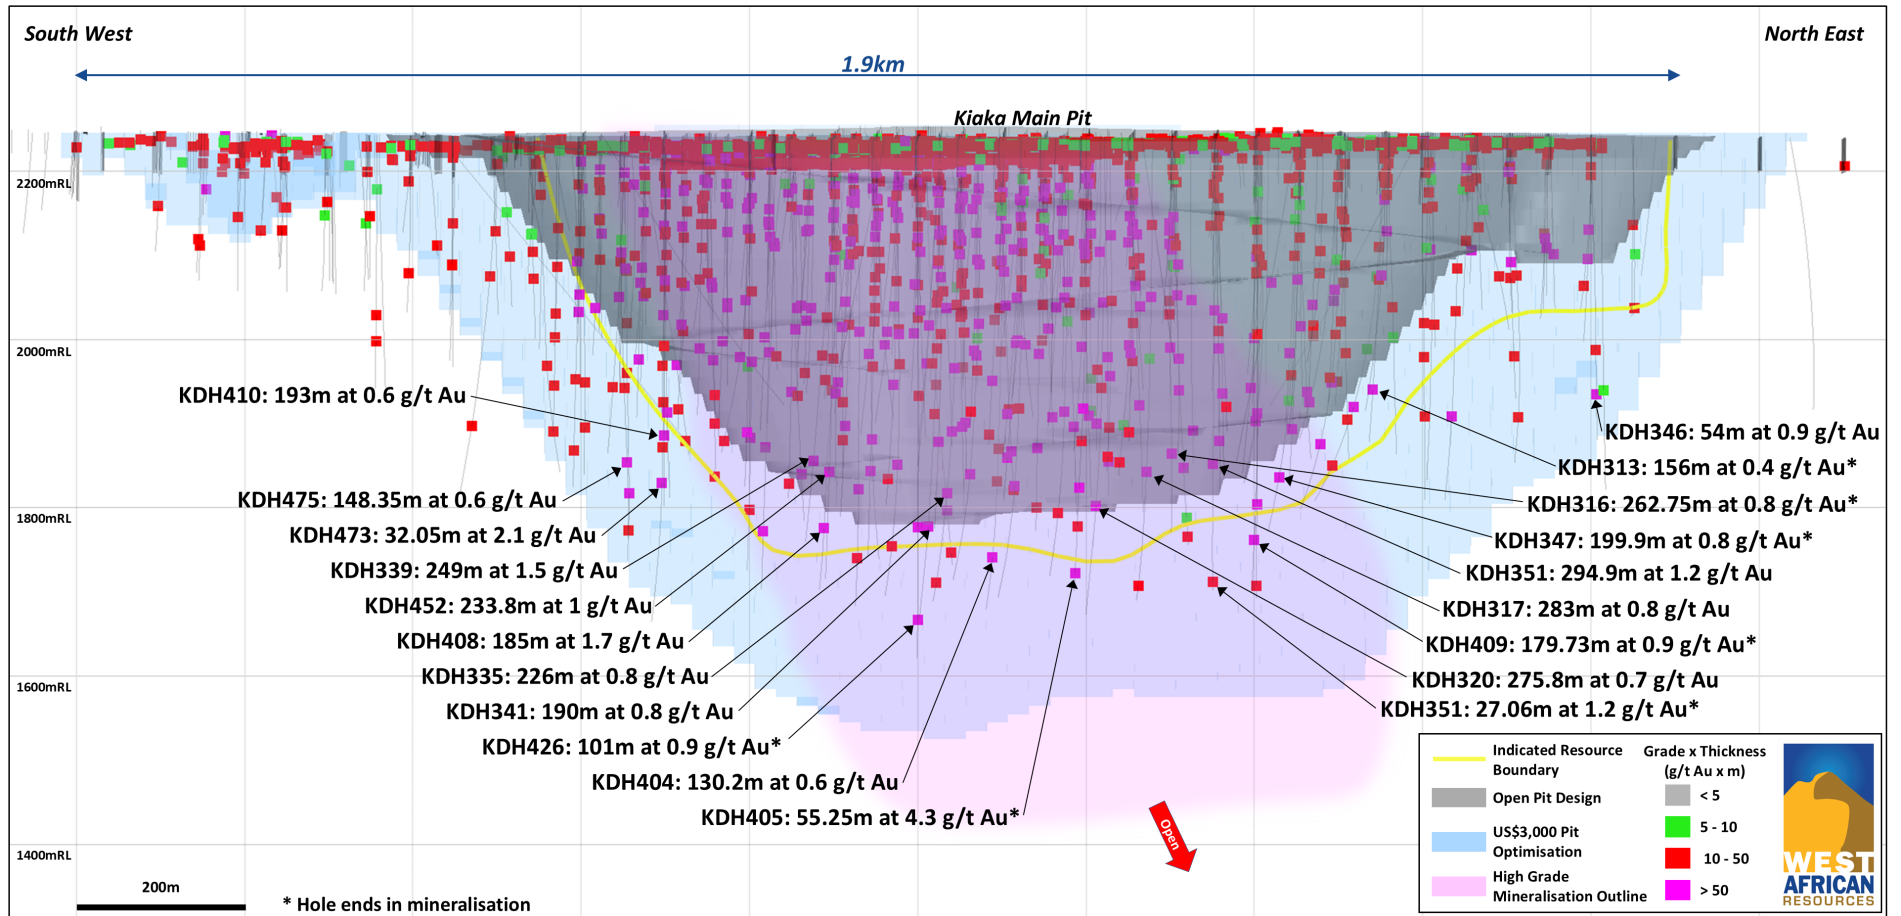 South West
North East
1.9km
Kiaka Main Pit
2200mRL
2000mRL
1800mRL
1600mRL
1400mRL
KDH410: 193m at 0.6 g/t Au
KDH475: 148.35m at 0.6 g/t Au
KDH473: 32.05m at 2.1 g/t Au
KDH339: 249m at 1.5 g/t Au
KDH452: 233.8m at 1 g/t Au
KDH408: 185m at 1.7 g/t Au
KDH335: 226m at 0.8 g/t Au
KDH341: 190m at 0.8 g/t Au
KDH426: 101m at 0.9 g/t Au*
KDH404: 130.2m at 0.6 g/t Au
KDH405: 55.25m at 4.3 g/t Au*
KDH346: 54m at 0.9 g/t Au
KDH313: 156m at 0.4 g/t Au*
KDH316: 262.75m at 0.8 g/t Au*
KDH347: 199.9m at 0.8 g/t Au*
KDH351: 294.9m at 1.2 g/t Au
KDH317: 283m at 0.8 g/t Au
KDH409: 179.73m at 0.9 g/t Au*
KDH320: 275.8m at 0.7 g/t Au
KDH351: 27.06m at 1.2 g/t Au*
Open
200m
* Hole ends in mineralisation
Indicated Resource
Boundary
Open Pit Design
US$3,000 Pit
Optimisation
High Grade
Mineralisation Outline
Grade x Thickness
(g/t Au x m)
< 5
5 - 10
10 - 50
> 50
WEST
AFRICAN
RESOURCES